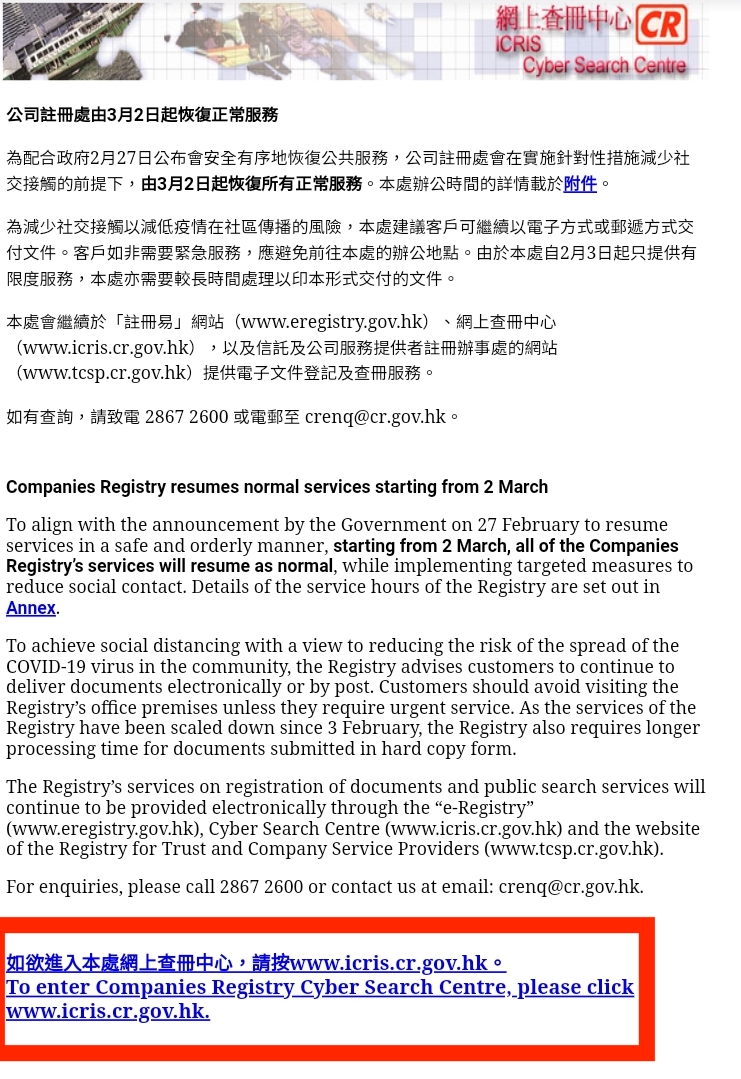 網上查冊中心 CR
ICRIS
Cyber Search Centre
公司註冊處由3月2日起恢復正常服務
為配合政府2月27日公布會安全有序地恢復公共服務，公司註冊處會在實施針對性措施減少社
交接觸的前提下，由3月2日起恢復所有正常服務。本處辦公時間的詳情載於附件。
為減少社交接觸以減低疫情在社區傳播的風險，本處建議客戶可繼續以電子方式或郵遞方式交
付文件。客戶如非需要緊急服務，應避免前往本處的辦公地點。由於本處自2月3日起只提供有
限度服務，本處亦需要較長時間處理以印本形式交付的文件。
本處會繼續於「註冊易」網站（www.eregistry.gov.hk）、網上查冊中心
（www.icris.cr.gov.hk），以及信託及公司服務提供者註冊辦事處的網站
（www.tcsp.cr.gov.hk）提供電子文件登記及查冊服務。
如有查詢，請致電 2867 2600 或電郵至 crenq@cr.gov.hk。
Companies Registry resumes normal services starting from 2 March
To align with the announcement by the Government on 27 February to resume
services in a safe and orderly manner, starting from 2 March, all of the Companies
Registry’s services will resume as normal, while implementing targeted measures to
reduce social contact. Details of the service hours of the Registry are set out in
Annex.
To achieve social distancing with a view to reducing the risk of the spread of the
COVID-19 virus in the community, the Registry advises customers to continue to
deliver documents electronically or by post. Customers should avoid visiting the
Registry’s office premises unless they require urgent service. As the services of the
Registry have been scaled down since 3 February, the Registry also requires longer
processing time for documents submitted in hard copy form.
The Registry’s services on registration of documents and public search services will
continue to be provided electronically through the “e-Registry”
(www.eregistry.gov.hk), Cyber Search Centre (www.icris.cr.gov.hk) and the website
of the Registry for Trust and Company Service Providers (www.tcsp.cr.gov.hk).
For enquiries, please call 2867 2600 or contact us at email: crenq@cr.gov.hk.
如欲進入本處網上查冊中心，請按www.icris.cr.gov.hk。
To enter Companies Registry Cyber Search Centre, please click
www.icris.cr.gov.hk.